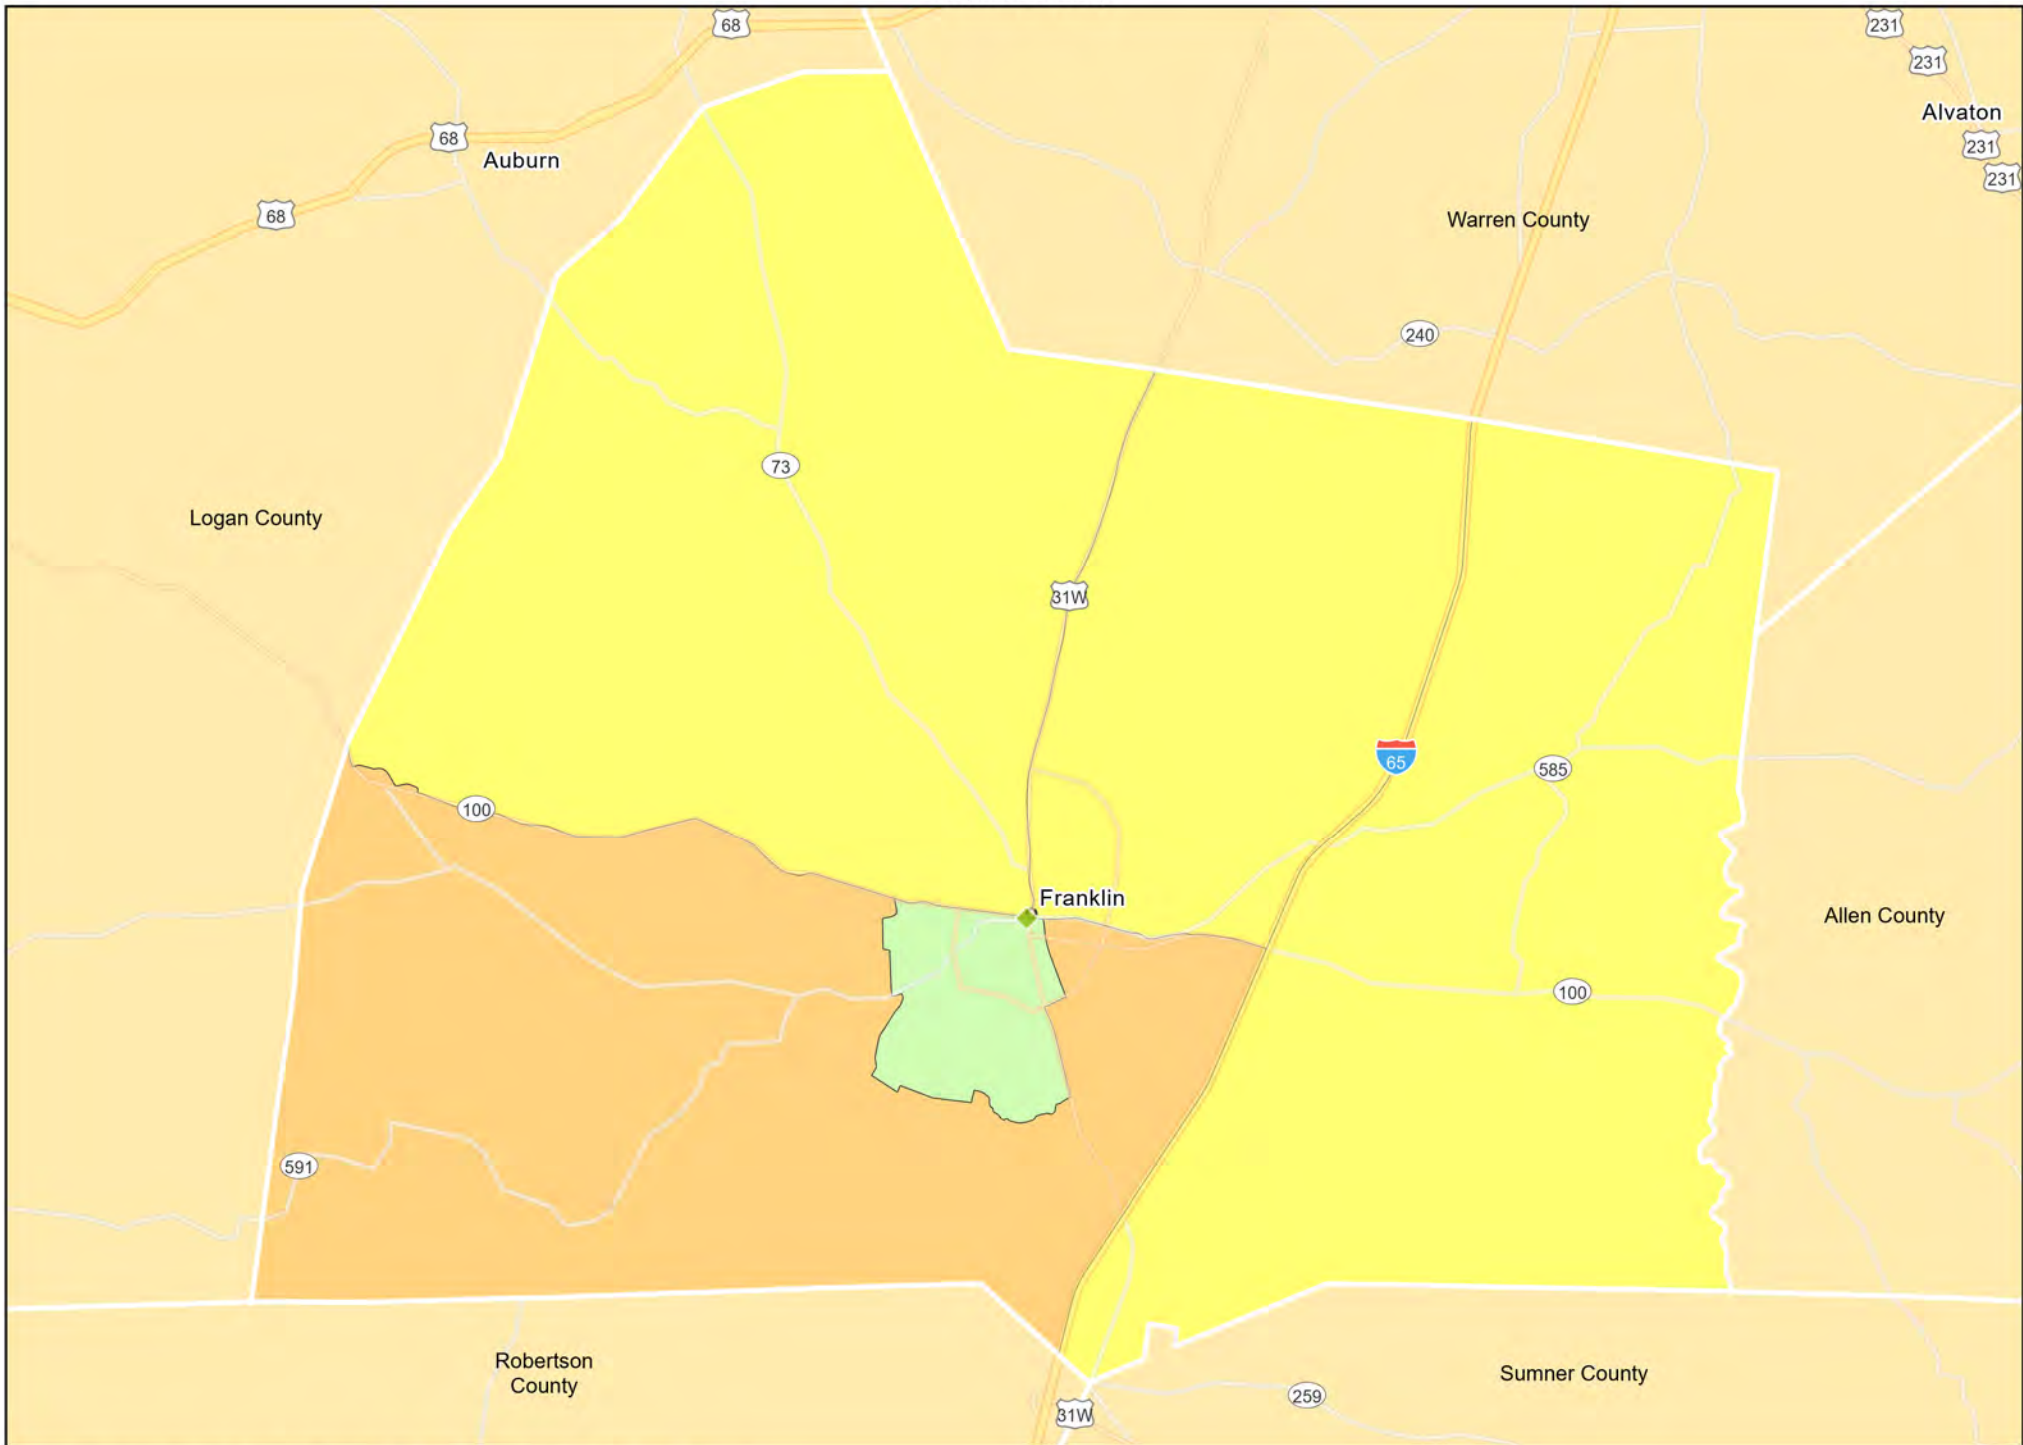 68
231
231
Alvaton
68
231
Auburn
231
68
Warren County
240
73
Logan County
31W
65
585
100
Franklin
Allen County
100
591
Robertson
County
Sumner County
259
31W